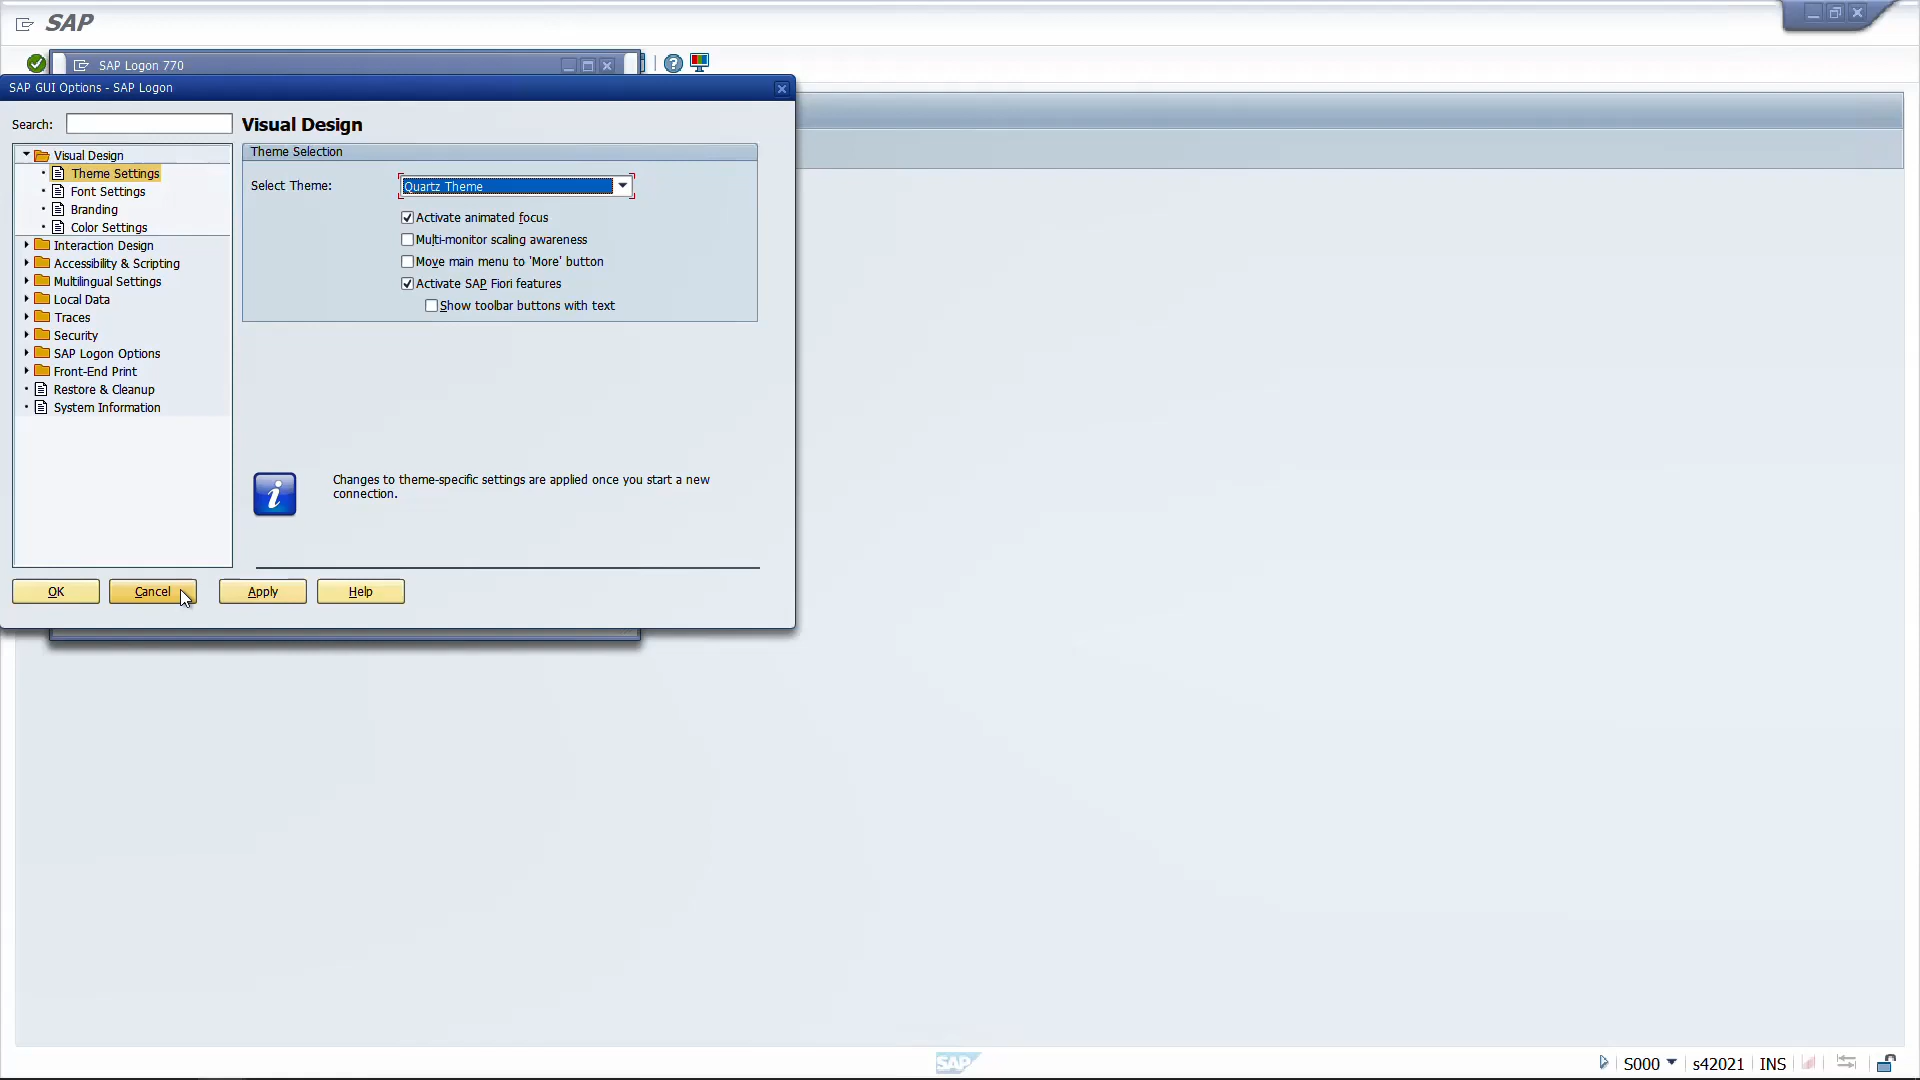 SAP
SAP Logon 770
SAP GUI Options - SAP Logon
Search:
Visual Design
Theme Settings
Font Settings
Branding
Color Settings
Interaction Design
Accessibility & Scripting
Multilingual Settings
Local Data
Traces
Security
SAP Logon Options
Front-End Print
Restore & Cleanup
System Information
Visual Design
Theme Selection
Select Theme:
Quartz Theme
Activate animated focus
Multi-monitor scaling awareness
Move main menu to 'More' button
Activate SAP Fiori features
Show toolbar buttons with text
Changes to theme-specific settings are applied once you start a new
connection.
OK
Cancel
Apply
Help
SAP
S000
s42021
INS